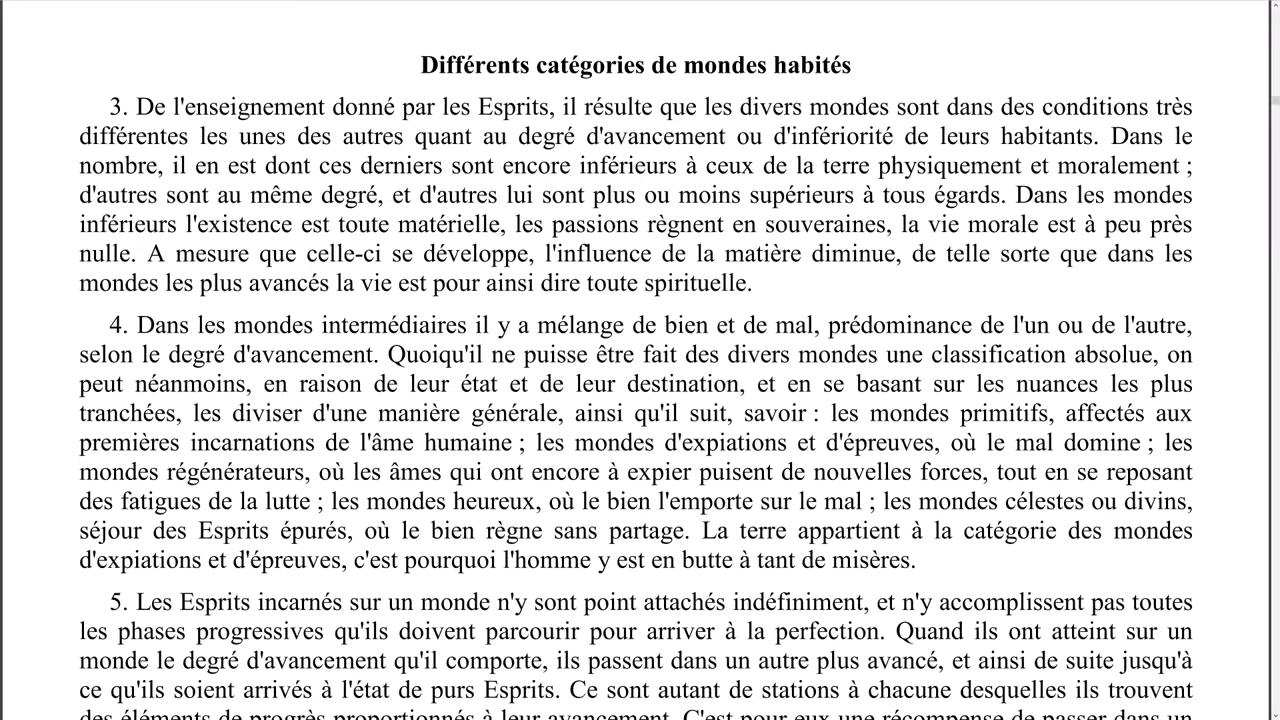 Différents catégories de mondes habités
3. De l'enseignement donné par les Esprits, il résulte que les divers mondes sont dans des conditions très
différentes les unes des autres quant au degré d'avancement ou d'infériorité de leurs habitants. Dans le
nombre, il en est dont ces derniers sont encore inférieurs à ceux de la terre physiquement et moralement ;
d'autres sont au même degré, et d'autres lui sont plus ou moins supérieurs à tous égards. Dans les mondes
inférieurs l'existence est toute matérielle, les passions règnent en souveraines, la vie morale est à peu près
nulle. A mesure que celle-ci se développe, l'influence de la matière diminue, de telle sorte que dans les
mondes les plus avancés la vie est pour ainsi dire toute spirituelle.
4. Dans les mondes intermédiaires il y a mélange de bien et de mal, prédominance de l'un ou de l'autre,
selon le degré d'avancement. Quoiqu'il ne puisse être fait des divers mondes une classification absolue, on
peut néanmoins, en raison de leur état et de leur destination, et en se basant sur les nuances les plus
tranchées, les diviser d'une manière générale, ainsi qu'il suit, savoir : les mondes primitifs, affectés aux
premières incarnations de l'âme humaine ; les mondes d'expiations et d'épreuves, où le mal domine ; les
mondes régénérateurs, où les âmes qui ont encore à expier puisent de nouvelles forces, tout en se reposant
des fatigues de la lutte ; les mondes heureux, où le bien l'emporte sur le mal ; les mondes célestes ou divins,
séjour des Esprits épurés, où le bien règne sans partage. La terre appartient à la catégorie des mondes
d'expiations et d'épreuves, c'est pourquoi l'homme y est en butte à tant de misères.
5. Les Esprits incarnés sur un monde n'y sont point attachés indéfiniment, et n'y accomplissent pas toutes
les phases progressives qu'ils doivent parcourir pour arriver à la perfection. Quand ils ont atteint sur un
monde le degré d'avancement qu'il comporte, ils passent dans un autre plus avancé, et ainsi de suite jusqu'à
ce qu'ils soient arrivés à l'état de purs Esprits. Ce sont autant de stations à chacune desquelles ils trouvent
des éléments de progrès proportionnés à leur avancement. C'est pour eux une récompense de passer dans un